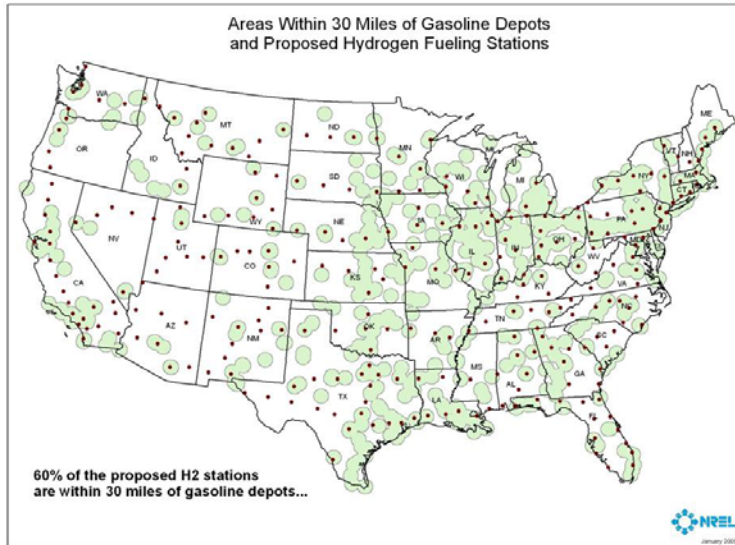 Areas Within 30 Miles of Gasoline Depots
and Proposed Hydrogen Fueling Stations
WA
MT
ND
MN
ME
OR
ID
SD
WI
MI
VT
NH
NY
MA
CT
WY
NE
IA
PA
NJ
NV
UT
CO
IL
IN
OH
MD
WV
CA
KS
MO
KY
VA
AZ
NM
OK
AR
TN
NC
SC
MS
AL
GA
TX
LA
FL
60% of the proposed H2 stations
are within 30 miles of gasoline depots...
NREL